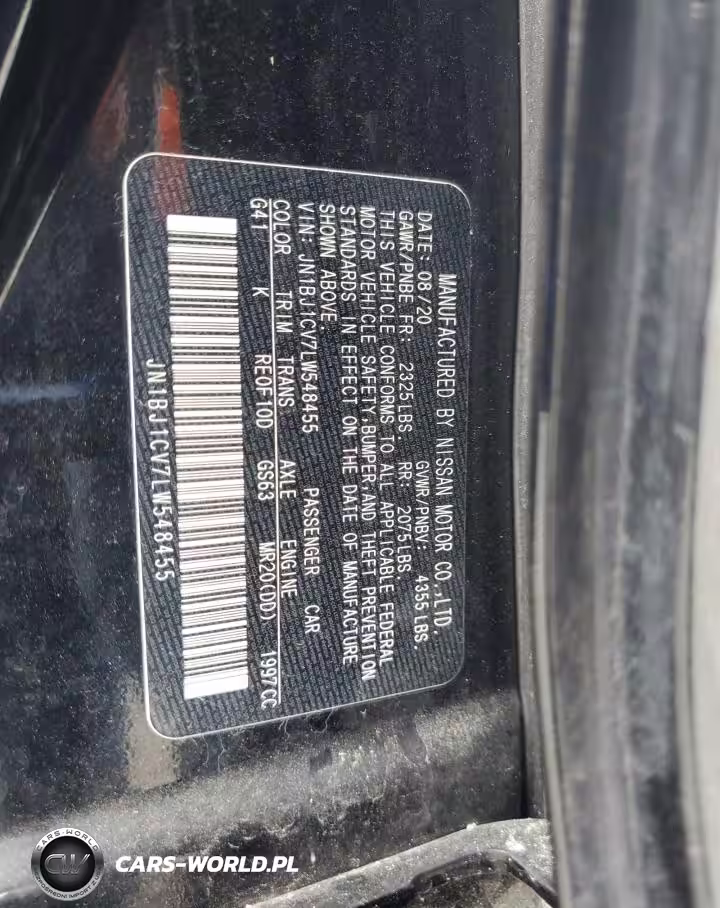 MANUFACTURED BY NISSAN MOTOR CO.,LTD.
DATE: 08/20 GVWR/PNBV: 4355 LBS.
GAWR/PNBE FR: 2325 LBS. RR: 2075 LBS.
THIS VEHICLE CONFORMS TO ALL APPLICABLE FEDERAL
MOTOR VEHICLE SAFETY,BUMPER,AND THEFT PREVENTION
STANDARDS IN EFFECT ON THE DATE OF MANUFACTURE
SHOWN ABOVE.
VIN: JN1BJ1CV7LW548455 PASSENGER CAR
COLOR TRIM TRANS AXLE ENGINE
G41 K RE0F10D GS63 MR20(DD) 1997CC
JN1BJ1CV7LW548455
CARS-WORLD
CW
CARS-WORLD.PL